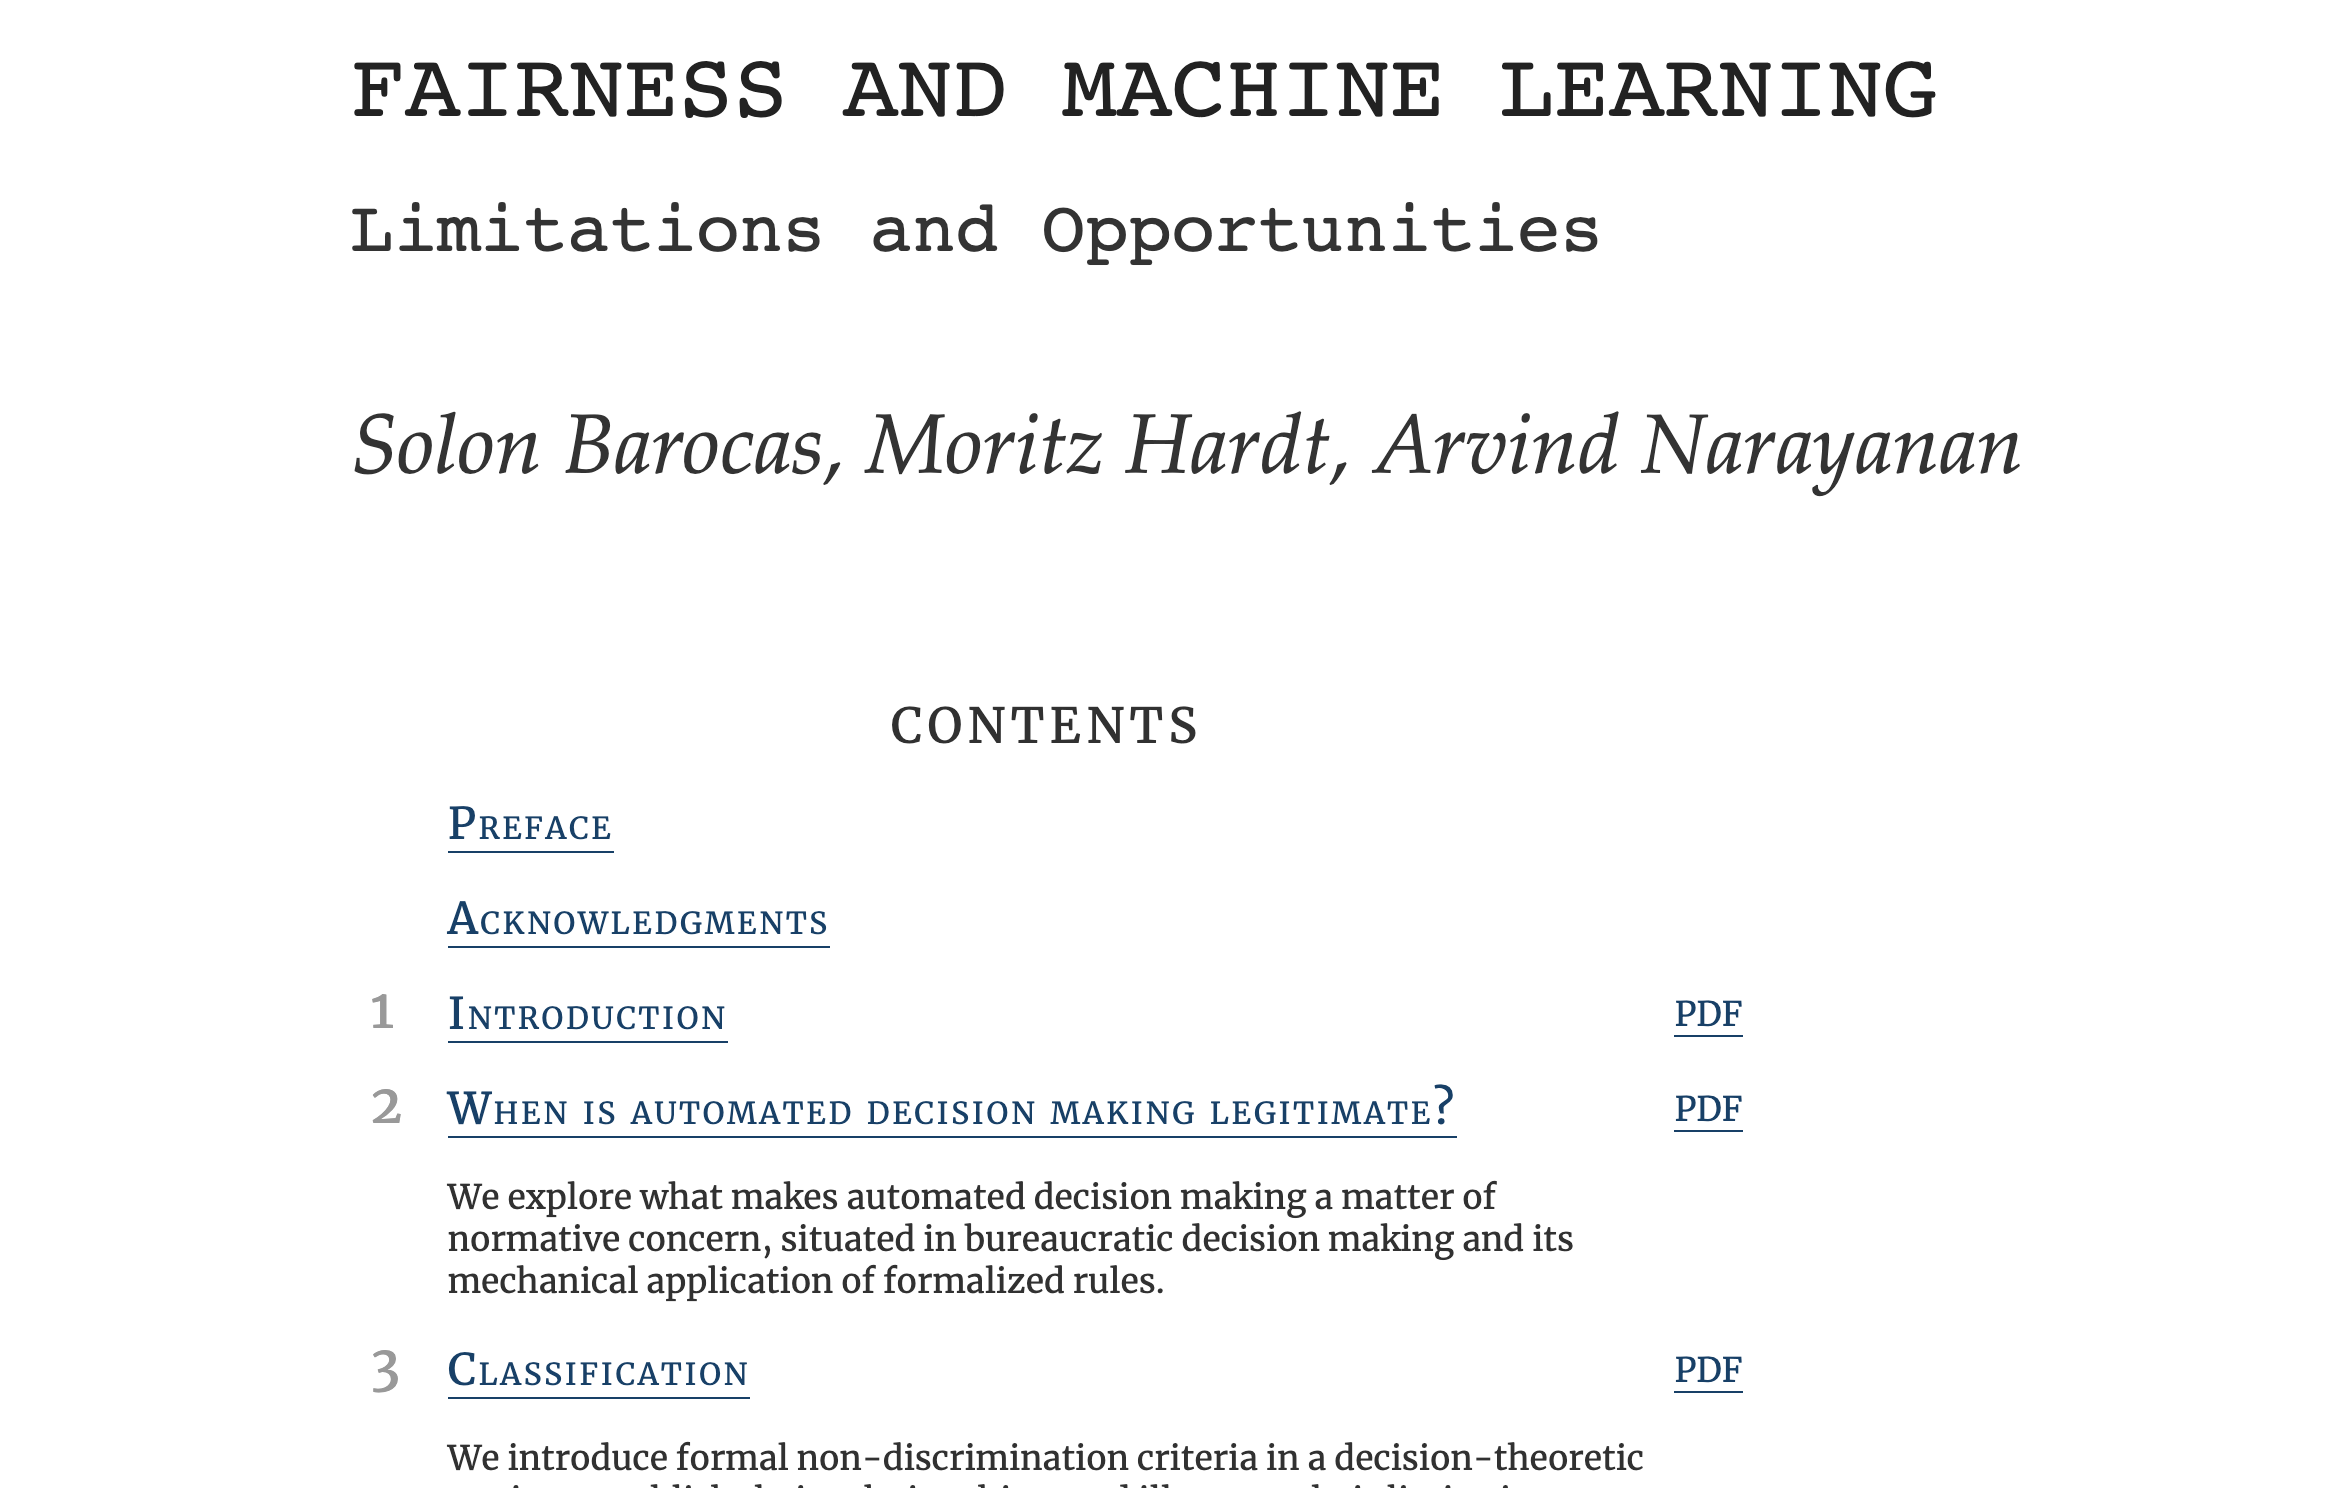 FAIRNESS AND MACHINE LEARNING
Limitations and Opportunities
Solon Barocas, Moritz Hardt, Arvind Narayanan
CONTENTS
Preface
Acknowledgments
1 Introduction PDF
2 When is automated decision making legitimate? PDF
We explore what makes automated decision making a matter of
normative concern, situated in bureaucratic decision making and its
mechanical application of formalized rules.
3 Classification PDF
We introduce formal non-discrimination criteria in a decision-theoretic